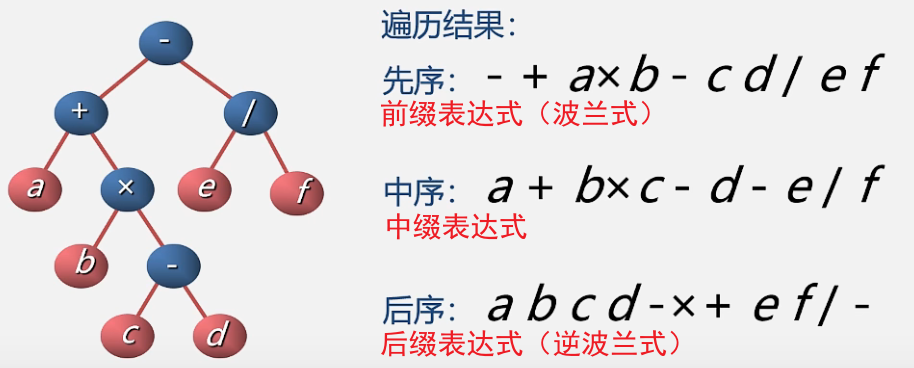 -
+
/
a
×
e
f
b
-
c
d
遍历结果：
先序： - + a × b - c d / e f
前缀表达式（波兰式）
中序： a + b × c - d - e / f
中缀表达式
后序： a b c d - × + e f / -
后缀表达式（逆波兰式）